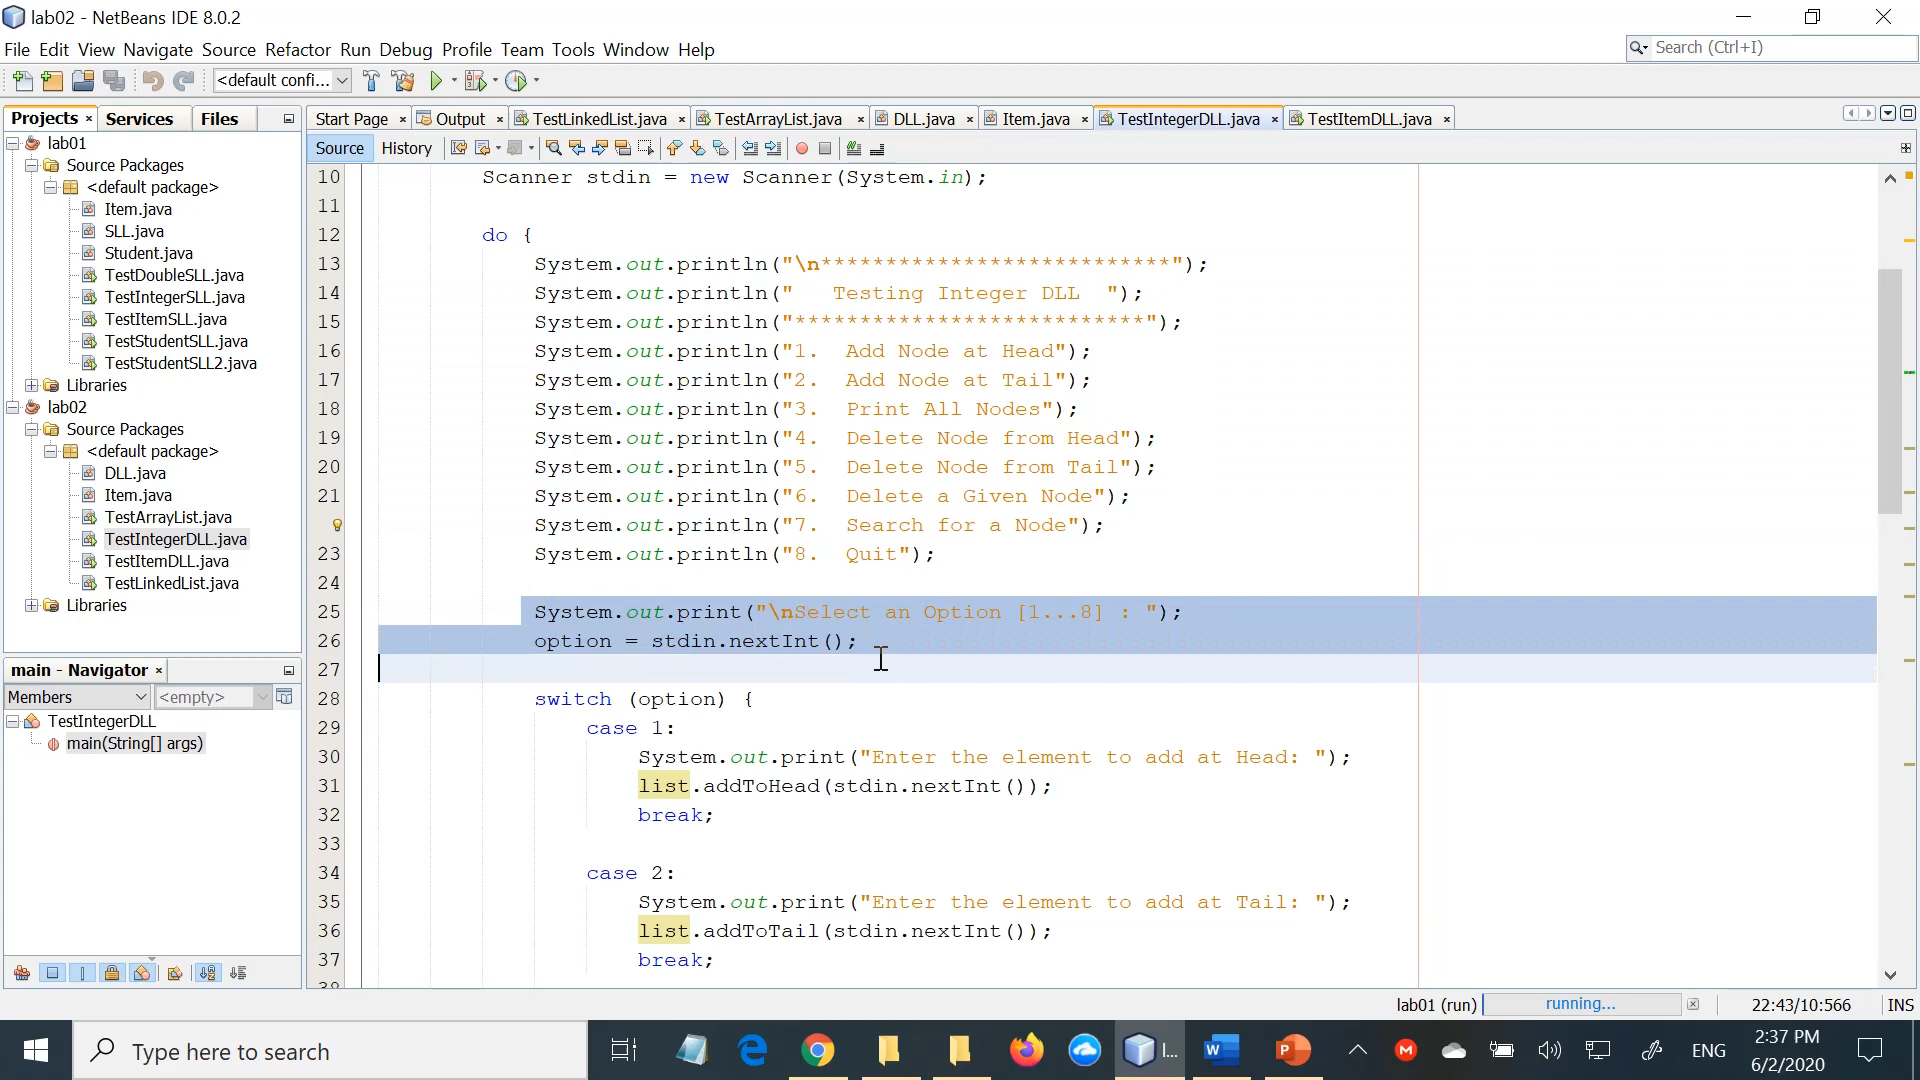 lab02 - NetBeans IDE 8.0.2
File Edit View Navigate Source Refactor Run Debug Profile Team Tools Window Help
Search (Ctrl+I)
<default confi...
Projects
Services
Files
lab01
Source Packages
<default package>
Item.java
SLL.java
Student.java
TestDoubleSLL.java
TestIntegerSLL.java
TestItemSLL.java
TestStudentSLL.java
TestStudentSLL2.java
Libraries
lab02
Source Packages
<default package>
DLL.java
Item.java
TestArrayList.java
TestIntegerDLL.java
TestItemDLL.java
TestLinkedList.java
Libraries
main - Navigator
Members
<empty>
TestIntegerDLL
main(String[] args)
Start Page
Output
TestLinkedList.java
TestArrayList.java
DLL.java
Item.java
TestIntegerDLL.java
TestItemDLL.java
Source
History
10 Scanner stdin = new Scanner(System.in);
11
12 do {
13 System.out.println("\n***************************");
14 System.out.println("   Testing Integer DLL  ");
15 System.out.println("***************************");
16 System.out.println("1.  Add Node at Head");
17 System.out.println("2.  Add Node at Tail");
18 System.out.println("3.  Print All Nodes");
19 System.out.println("4.  Delete Node from Head");
20 System.out.println("5.  Delete Node from Tail");
21 System.out.println("6.  Delete a Given Node");
System.out.println("7.  Search for a Node");
23 System.out.println("8.  Quit");
24
25 System.out.print("\nSelect an Option [1...8] : ");
26 option = stdin.nextInt();
27
28 switch (option) {
29 case 1:
30 System.out.print("Enter the element to add at Head: ");
31 list.addToHead(stdin.nextInt());
32 break;
33
34 case 2:
35 System.out.print("Enter the element to add at Tail: ");
36 list.addToTail(stdin.nextInt());
37 break;
lab01 (run)
running...
22:43/10:566
INS
Type here to search
I...
ENG
2:37 PM
6/2/2020